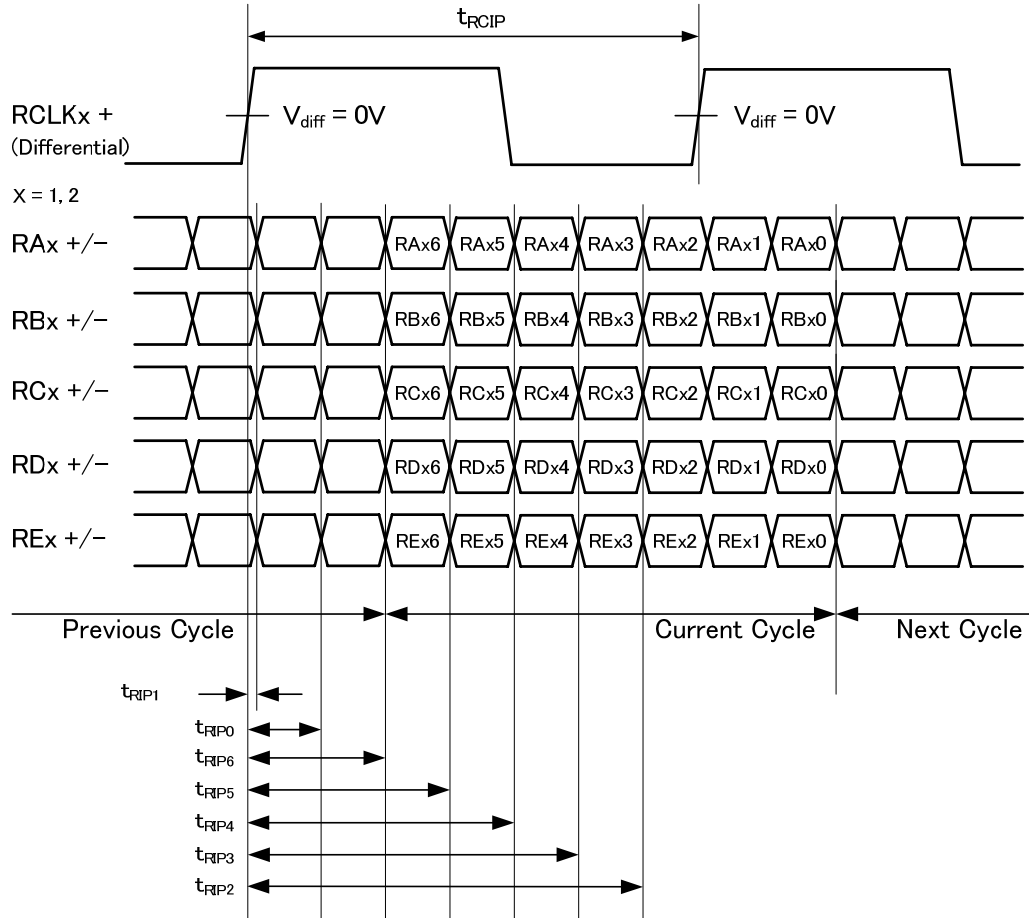 tRCIP
RCLKx +
(Differential)
Vdiff = 0V Vdiff = 0V
X = 1, 2
RAx +/− RAx6 RAx5 RAx4 RAx3 RAx2 RAx1 RAx0
RBx +/− RBx6 RBx5 RBx4 RBx3 RBx2 RBx1 RBx0
RCx +/− RCx6 RCx5 RCx4 RCx3 RCx2 RCx1 RCx0
RDx +/− RDx6 RDx5 RDx4 RDx3 RDx2 RDx1 RDx0
REx +/− REx6 REx5 REx4 REx3 REx2 REx1 REx0
Previous Cycle Current Cycle Next Cycle
tRIP1
tRIP0
tRIP6
tRIP5
tRIP4
tRIP3
tRIP2